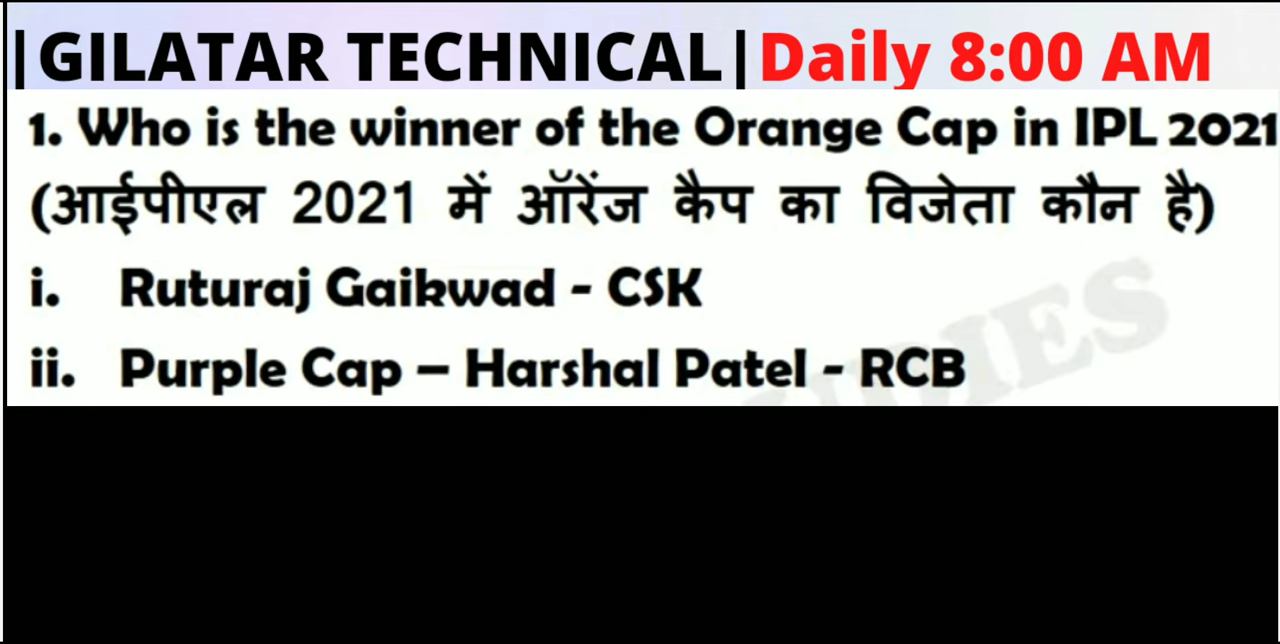 |GILATAR TECHNICAL|Daily 8:00 AM
1. Who is the winner of the Orange Cap in IPL 2021
(आईपीएल 2021 में ऑरेंज कैप का विजेता कौन है)
i. Ruturaj Gaikwad - CSK
ii. Purple Cap – Harshal Patel - RCB